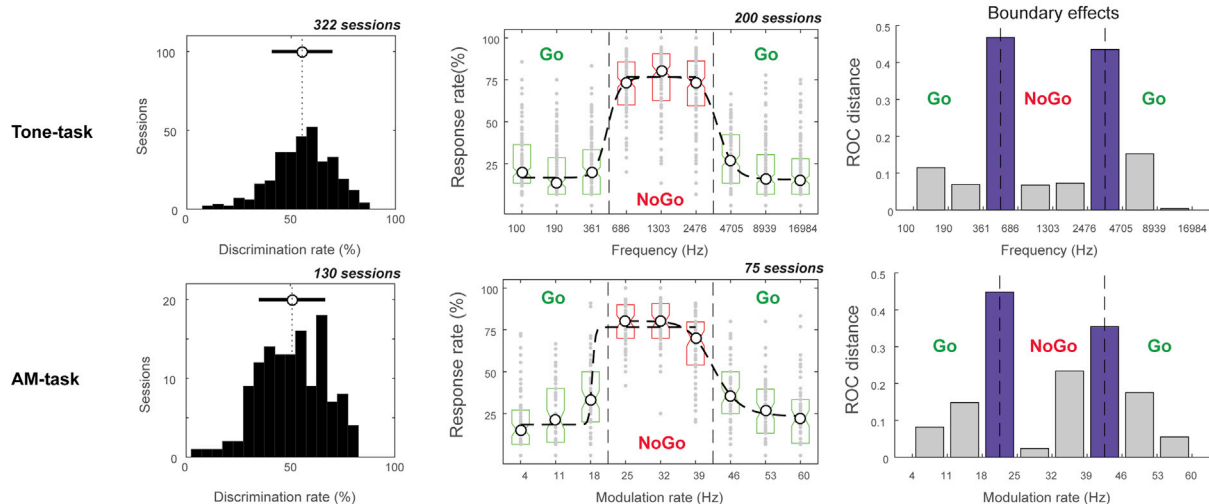 322 sessions
200 sessions
Boundary effects
Tone-task
Sessions
100
50
0
0
50
100
Discrimination rate (%)
Response rate(%)
100
75
50
25
Go
Go
NoGo
100
190
361
686
1303
2476
4705
8939
16984
Frequency (Hz)
ROC distance
0.5
0.4
0.3
0.2
0.1
0
Go
NoGo
Go
100
190
361
686
1303
2476
4705
8939
16984
Frequency (Hz)
130 sessions
75 sessions
AM-task
Sessions
20
10
0
0
50
100
Discrimination rate (%)
Response rate (%)
100
75
50
25
Go
Go
NoGo
4
11
18
25
32
39
46
53
60
Modulation rate (Hz)
ROC distance
0.5
0.4
0.3
0.2
0.1
0
Go
NoGo
Go
4
11
18
25
32
39
46
53
60
Modulation rate (Hz)